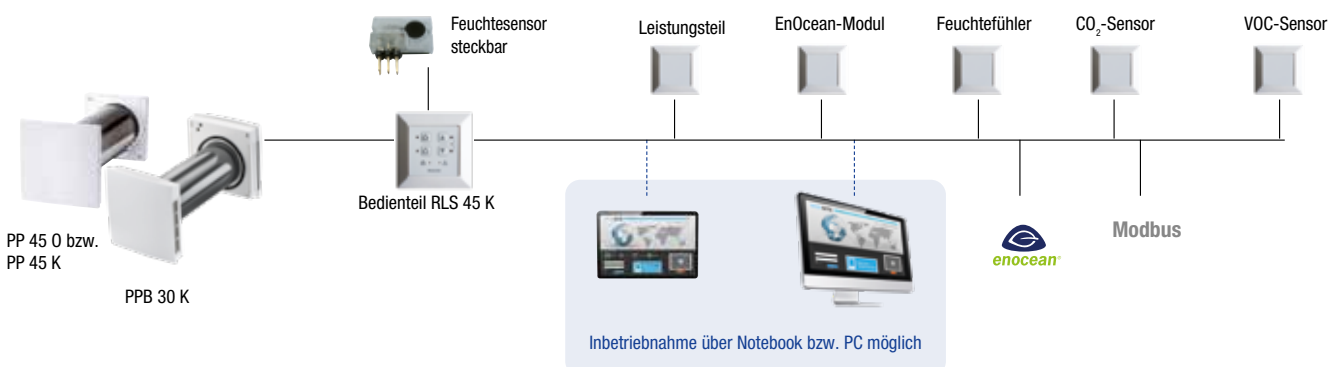 Feuchtesensor
steckbar
Leistungsteil
EnOcean-Modul
Feuchtefühler
CO₂-Sensor
VOC-Sensor
Bedienteil RLS 45 K
PP 45 O bzw.
PP 45 K
PPB 30 K
enocean®
Modbus
Inbetriebnahme über Notebook bzw. PC möglich